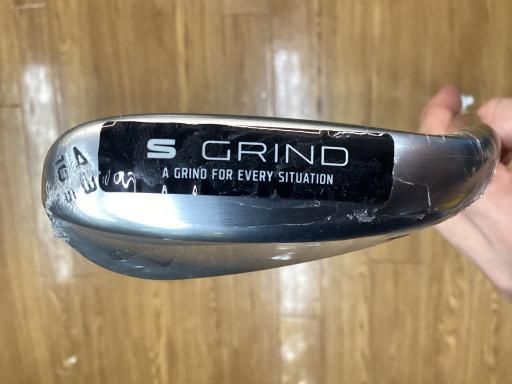 S GRIND
A GRIND FOR EVERY SITUATION